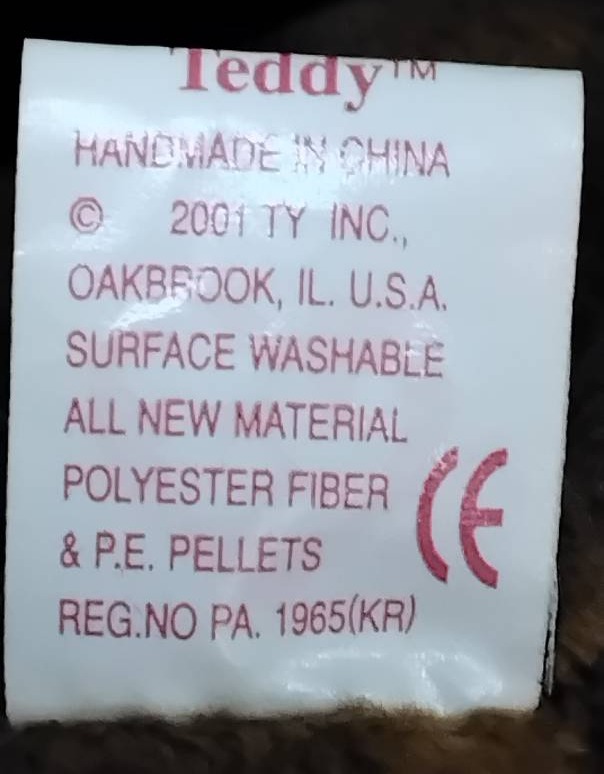 Teddy™
HANDMADE IN CHINA
© 2001 TY INC.,
OAKBROOK, IL. U.S.A.
SURFACE WASHABLE
ALL NEW MATERIAL
POLYESTER FIBER
& P.E. PELLETS
REG.NO PA. 1965(KR)
CE